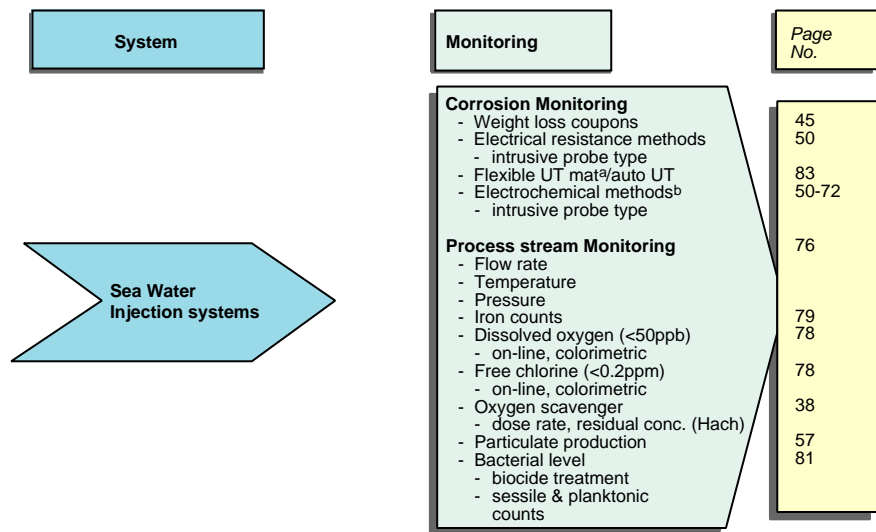 System
Monitoring
Page
No.
Corrosion Monitoring
- Weight loss coupons 45
- Electrical resistance methods 50
- intrusive probe type
- Flexible UT matᵃ/auto UT 83
- Electrochemical methodsᵇ 50-72
- intrusive probe type
Process stream Monitoring 76
- Flow rate
- Temperature
- Pressure
- Iron counts 79
- Dissolved oxygen (<50ppb) 78
- on-line, colorimetric
- Free chlorine (<0.2ppm) 78
- on-line, colorimetric
- Oxygen scavenger 38
- dose rate, residual conc. (Hach)
- Particulate production 57
- Bacterial level 81
- biocide treatment
- sessile & planktonic
counts
Sea Water
Injection systems